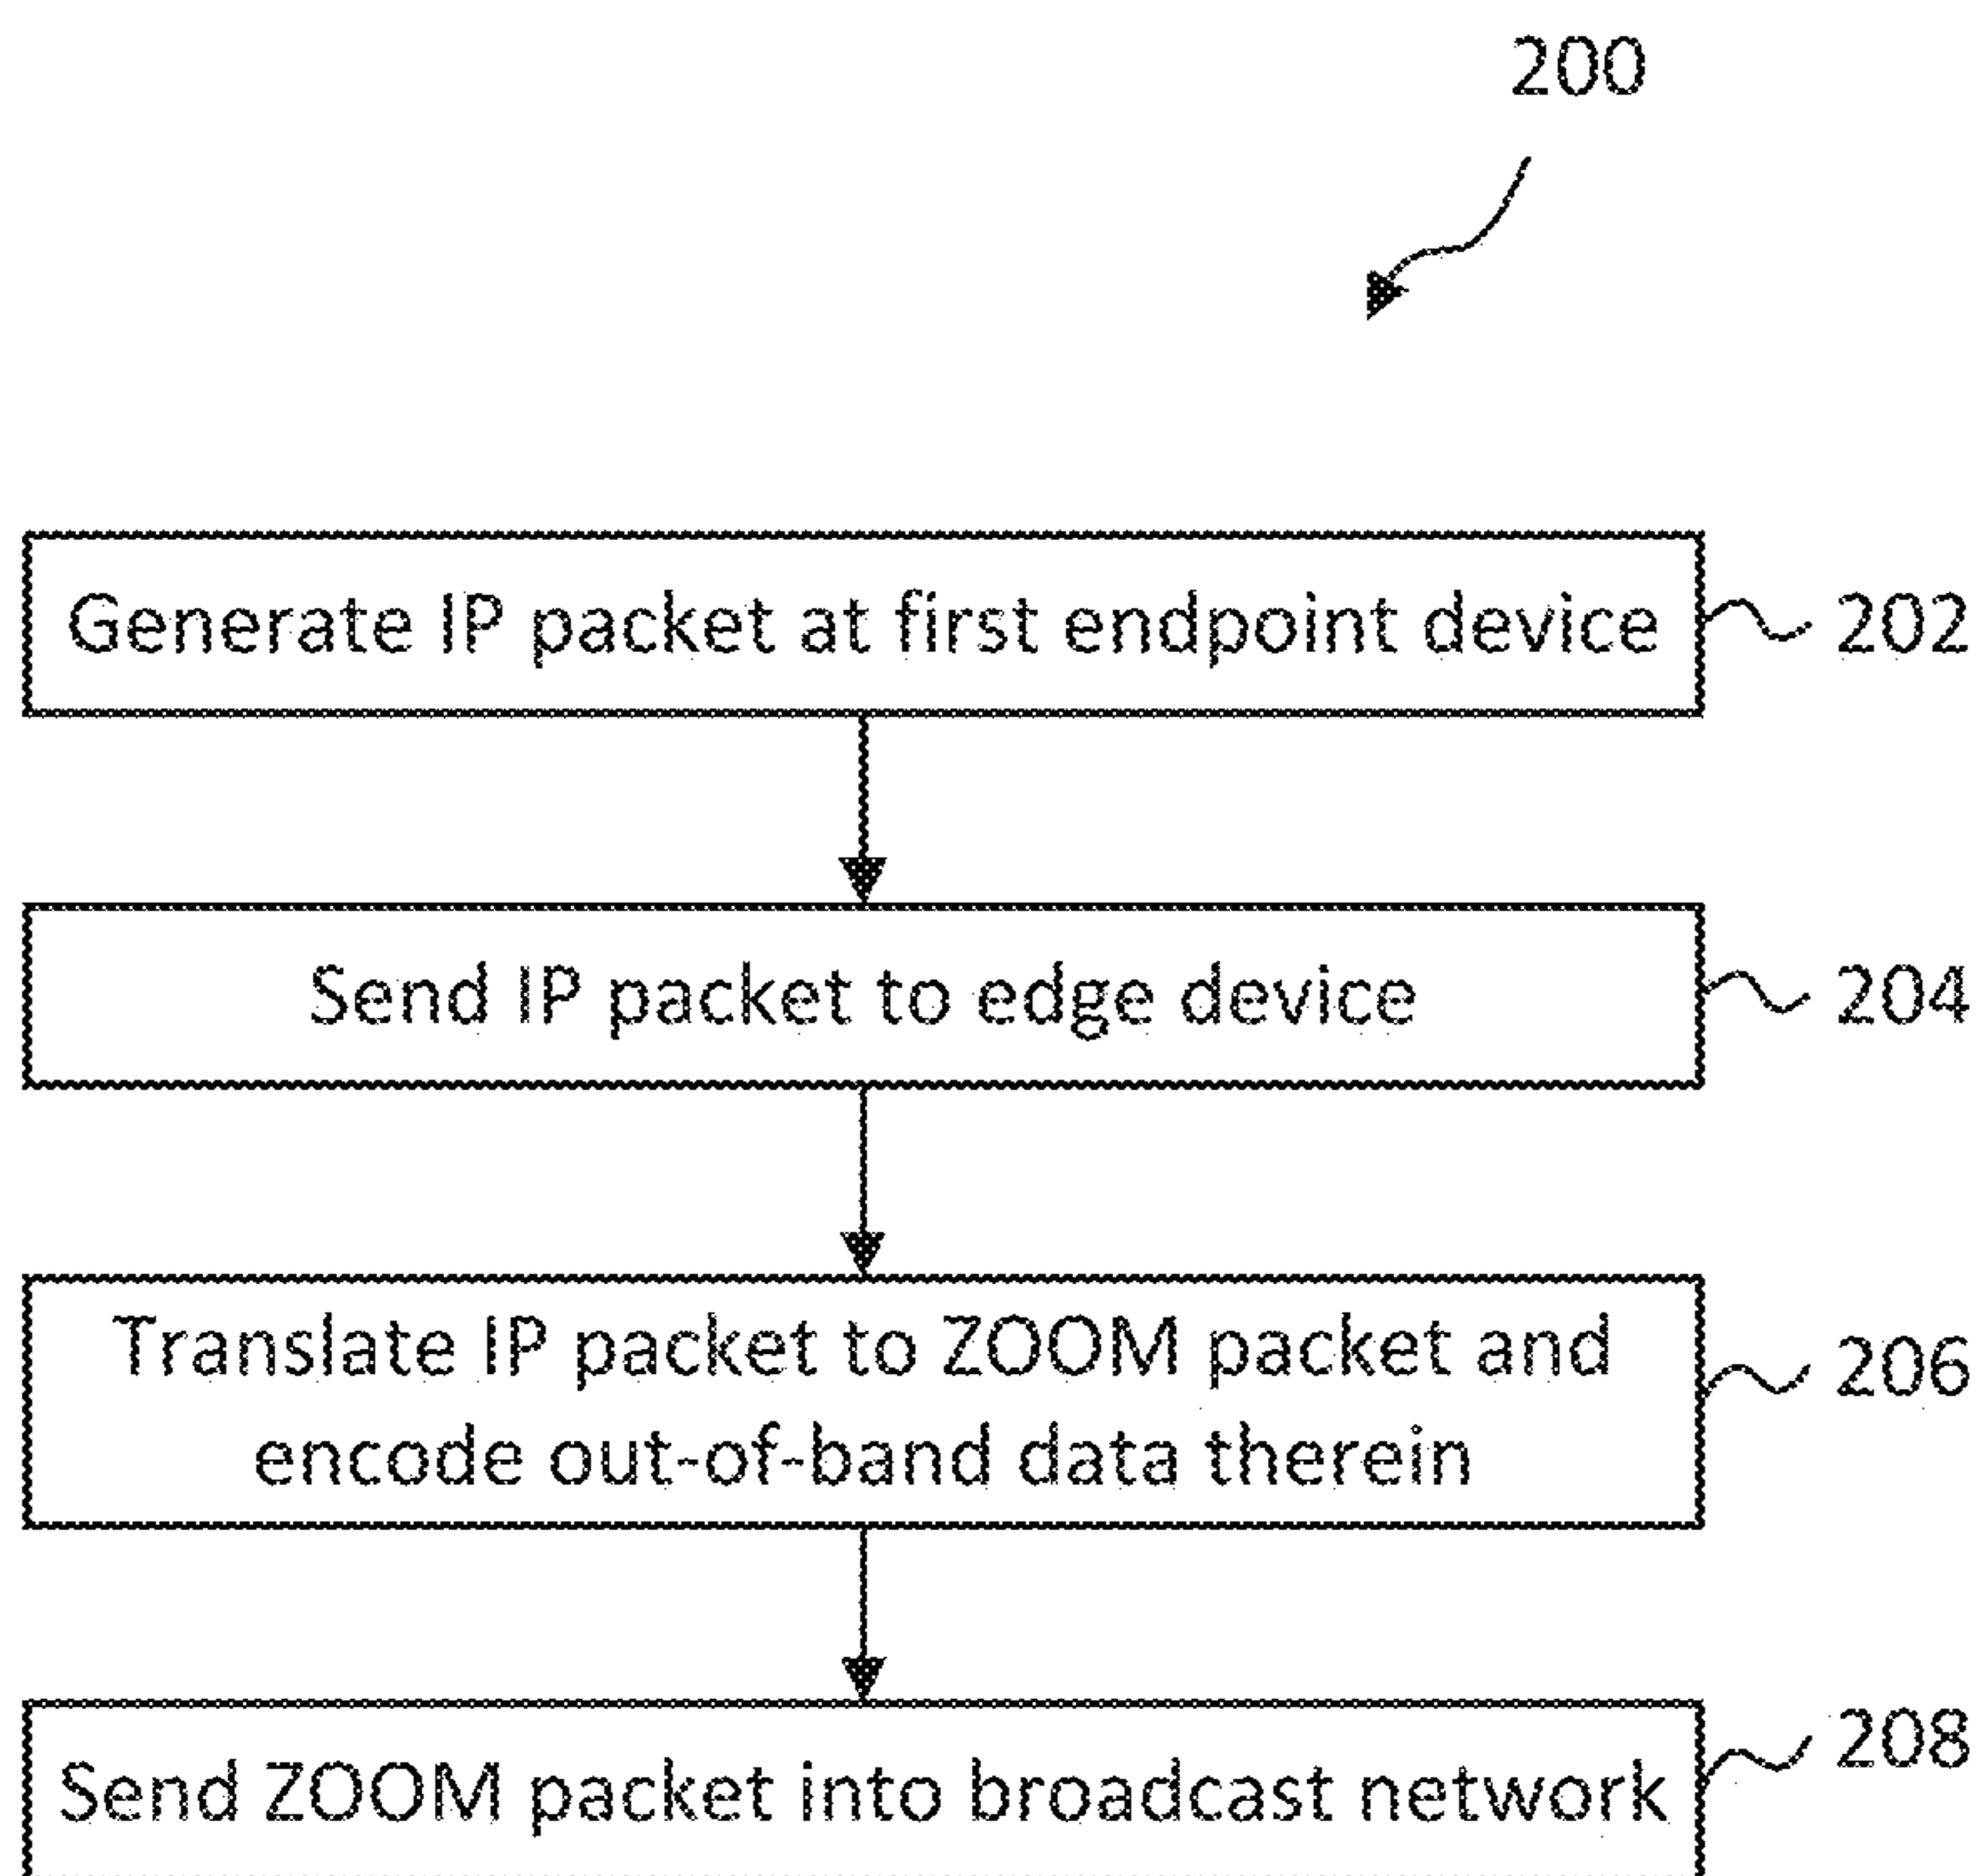 200
Generate IP packet at first endpoint device
202
Send IP packet to edge device
204
Translate IP packet to ZOOM packet and
encode out-of-band data therein
206
Send ZOOM packet into broadcast network
208